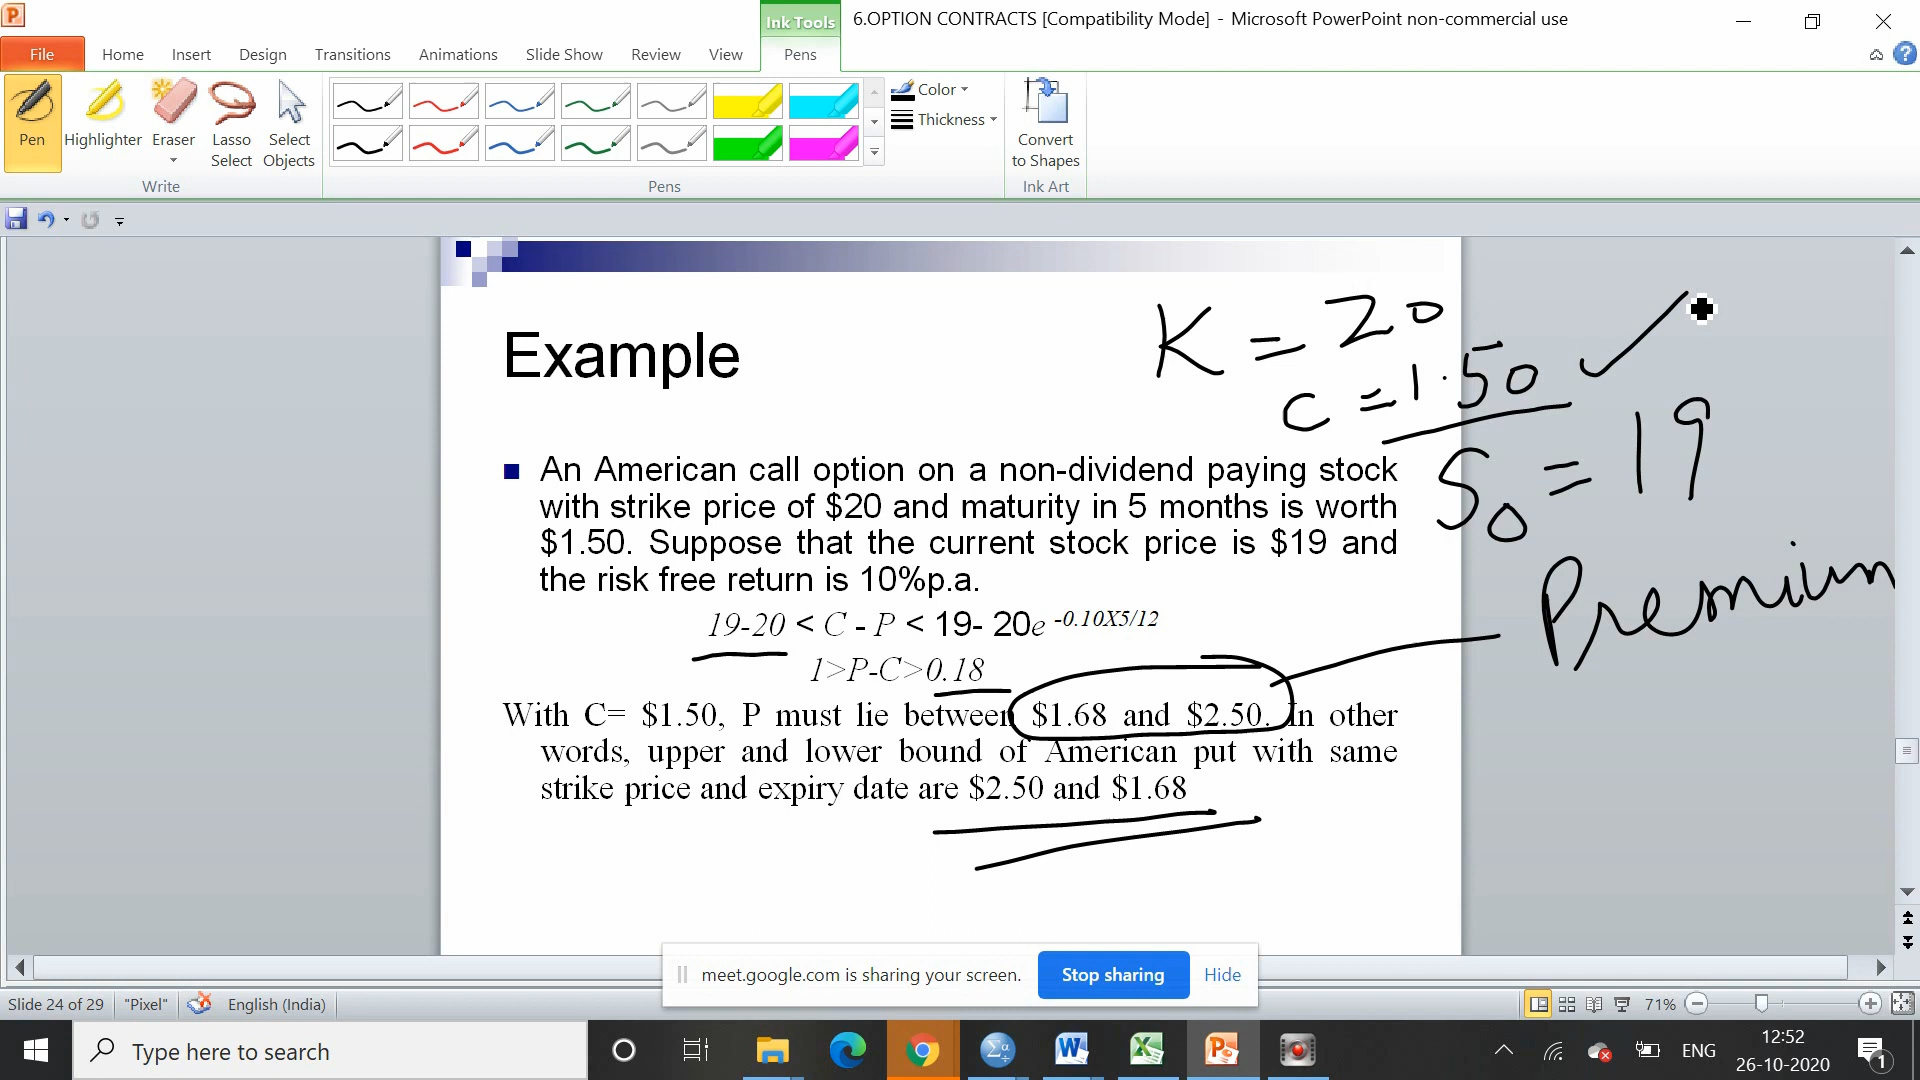 Ink Tools
6.OPTION CONTRACTS [Compatibility Mode] - Microsoft PowerPoint non-commercial use
File Home Insert Design Transitions Animations Slide Show Review View Pens
Pen
Highlighter
Eraser
Lasso Select
Select Objects
Color
Thickness
Convert to Shapes
Write
Pens
Ink Art
Example
K = 20
C = 1.50
S0 = 19
Premium
An American call option on a non-dividend paying stock
with strike price of $20 and maturity in 5 months is worth
$1.50. Suppose that the current stock price is $19 and
the risk free return is 10%p.a.
19-20 < C - P < 19- 20e -0.10X5/12
1>P-C>0.18
With C= $1.50, P must lie between $1.68 and $2.50. In other
words, upper and lower bound of American put with same
strike price and expiry date are $2.50 and $1.68
meet.google.com is sharing your screen. Stop sharing Hide
Slide 24 of 29 "Pixel" English (India) 71%
Type here to search
ENG
12:52
26-10-2020
1